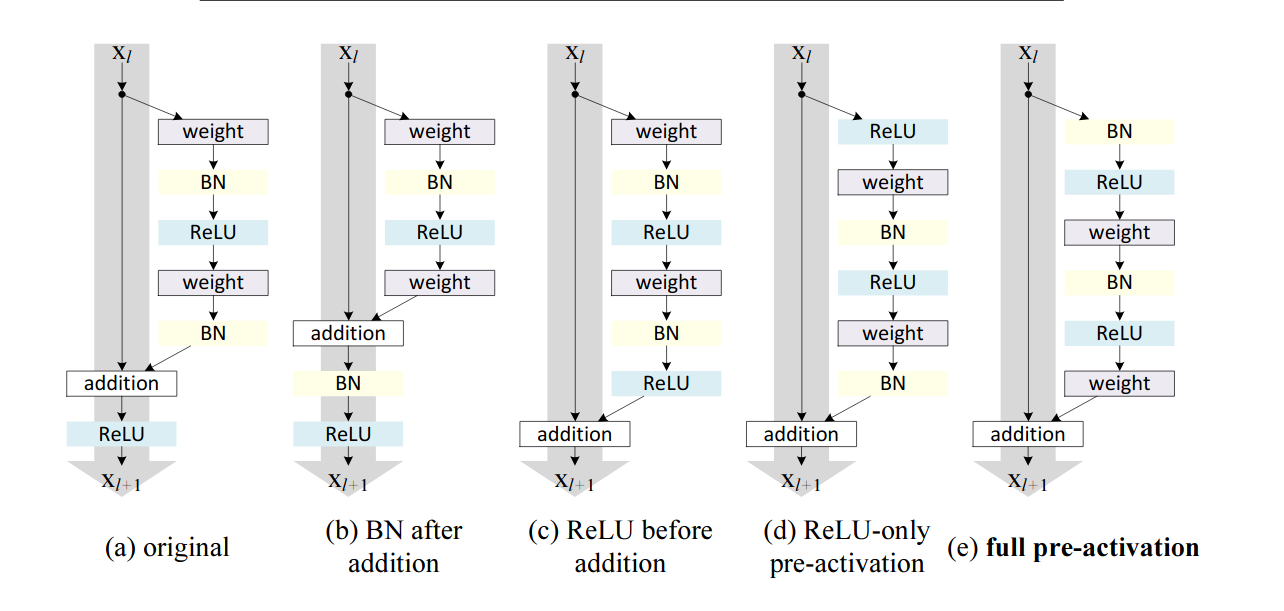 x_l
weight
BN
ReLU
weight
BN
addition
ReLU
x_{l+1}
(a) original
x_l
weight
BN
ReLU
weight
addition
BN
ReLU
x_{l+1}
(b) BN after
addition
x_l
weight
BN
ReLU
weight
BN
ReLU
addition
x_{l+1}
(c) ReLU before
addition
x_l
ReLU
weight
BN
ReLU
weight
BN
addition
x_{l+1}
(d) ReLU-only
pre-activation
x_l
BN
ReLU
weight
BN
ReLU
weight
addition
x_{l+1}
(e) full pre-activation